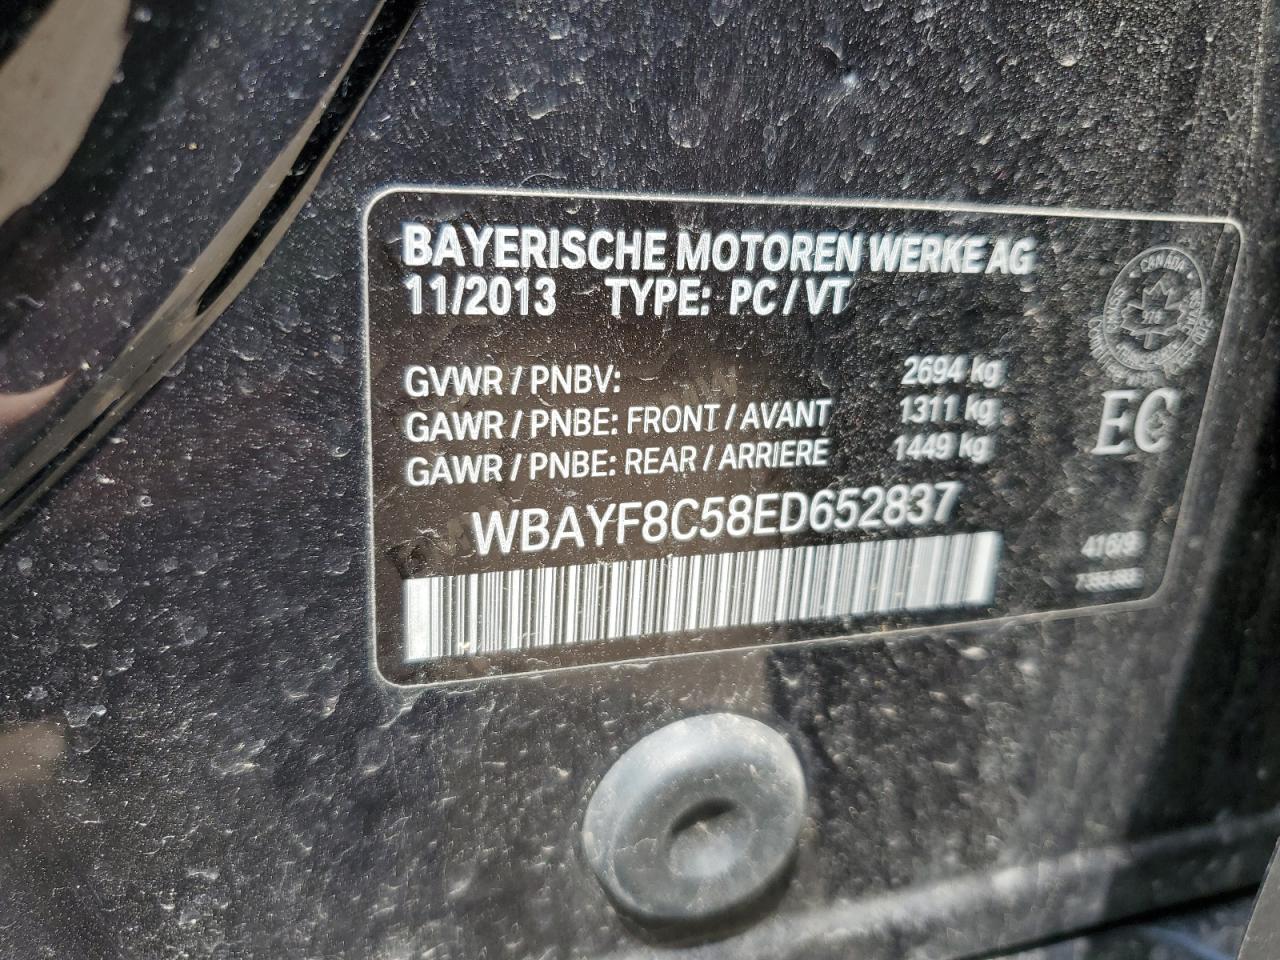 BAYERISCHE MOTOREN WERKE AG
11/2013 TYPE: PC/VT
GVWR / PNBV: 2694 kg
GAWR / PNBE: FRONT / AVANT 1311 kg
GAWR / PNBE: REAR / ARRIERE 1449 kg
WBAYF8C58ED652837
CANADA
EC